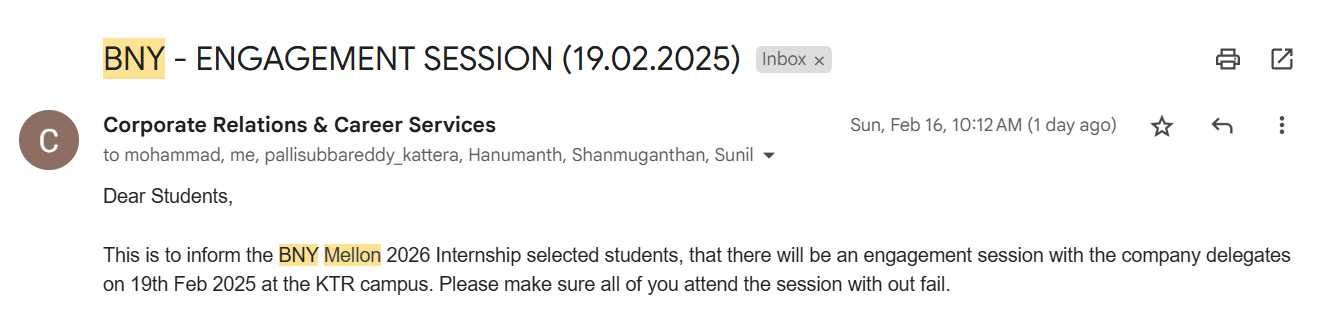 BNY - ENGAGEMENT SESSION (19.02.2025) Inbox ×
C
Corporate Relations & Career Services Sun, Feb 16, 10:12 AM (1 day ago)
to mohammad, me, pallisubbareddy_kattera, Hanumanth, Shanmuganthan, Sunil
Dear Students,
This is to inform the BNY Mellon 2026 Internship selected students, that there will be an engagement session with the company delegates
on 19th Feb 2025 at the KTR campus. Please make sure all of you attend the session with out fail.